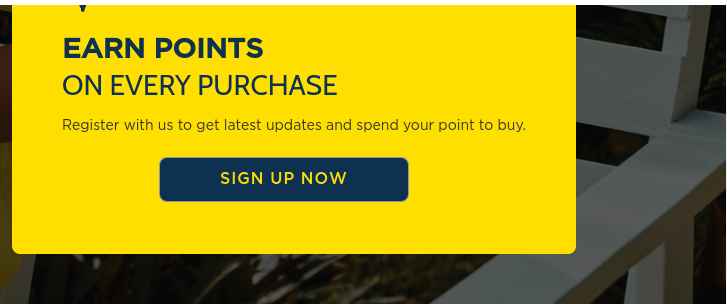 EARN POINTS
ON EVERY PURCHASE
Register with us to get latest updates and spend your point to buy.
SIGN UP NOW